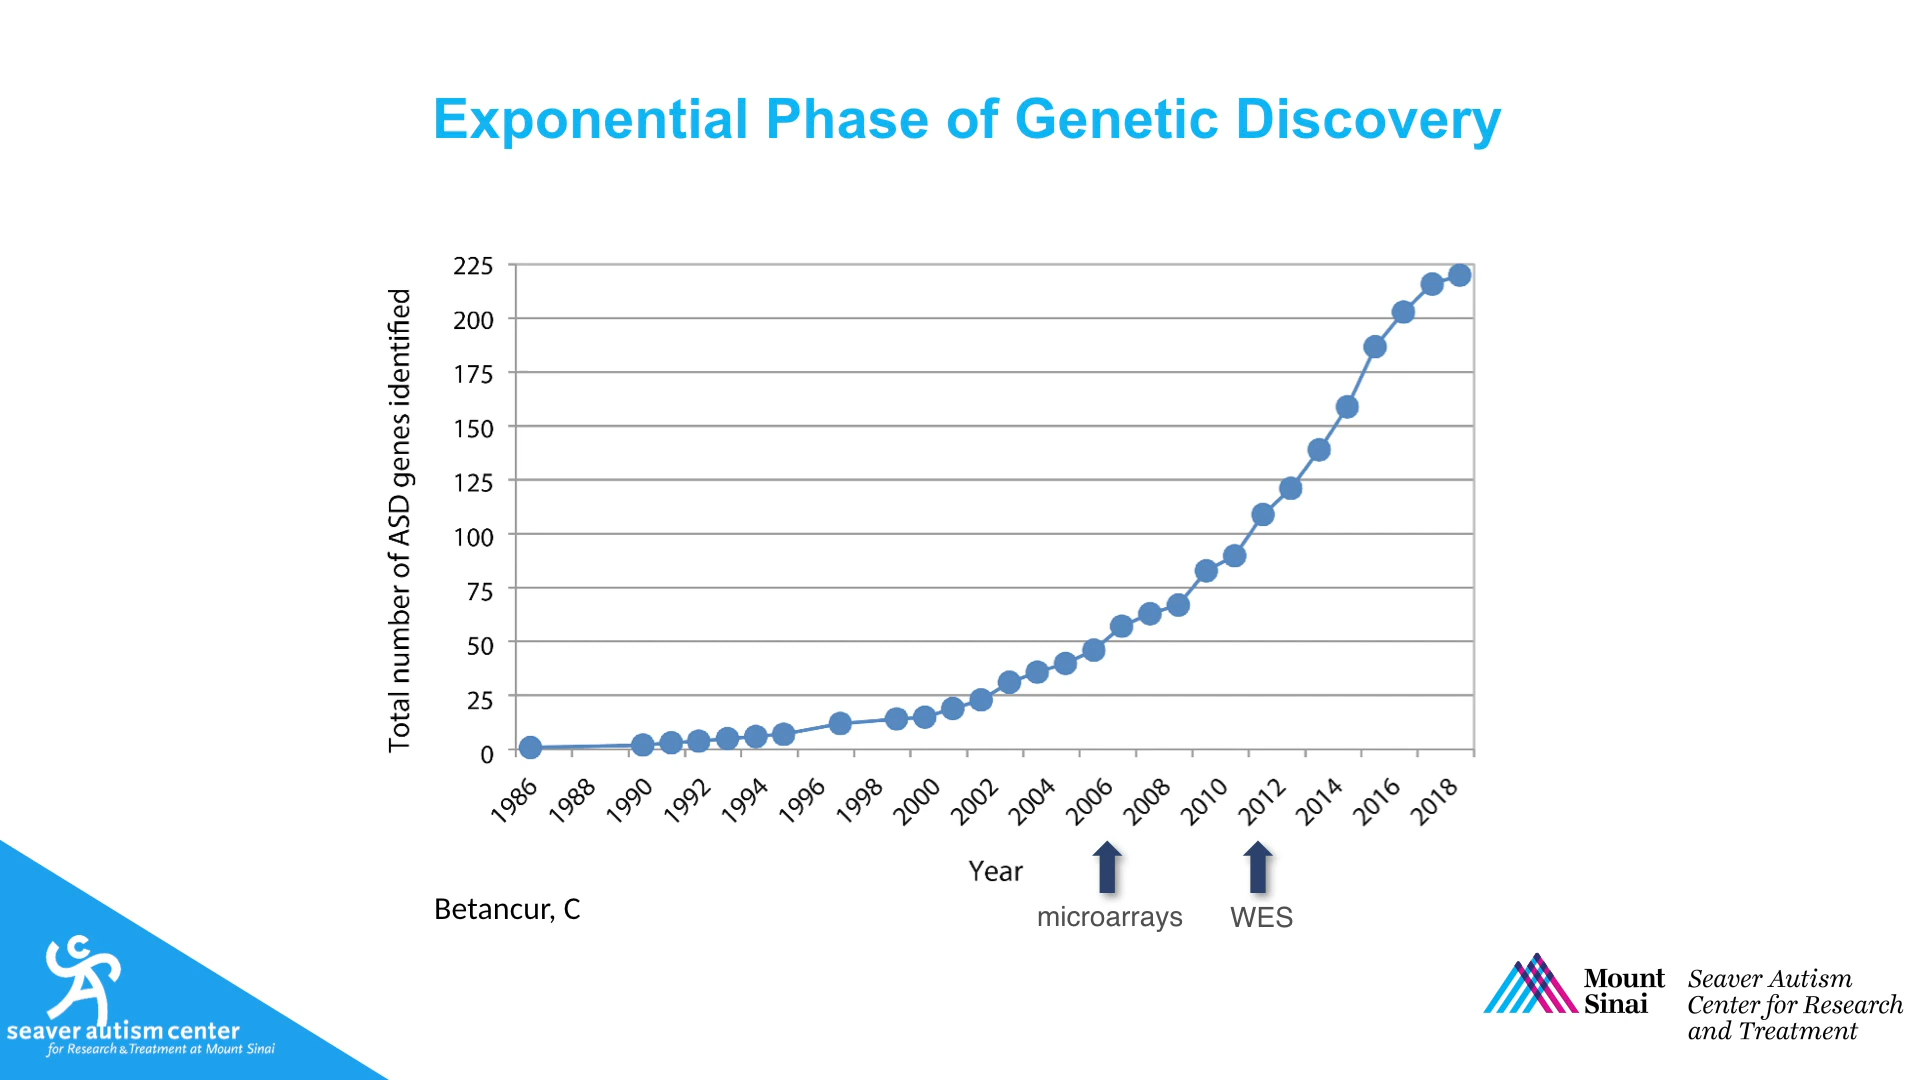 Exponential Phase of Genetic Discovery
Total number of ASD genes identified
225
200
175
150
125
100
75
50
25
0
1986
1988
1990
1992
1994
1996
1998
2000
2002
2004
2006
2008
2010
2012
2014
2016
2018
Year
microarrays
WES
Betancur, C
seaver autism center
for Research & Treatment at Mount Sinai
Mount
Sinai
Seaver Autism
Center for Research
and Treatment